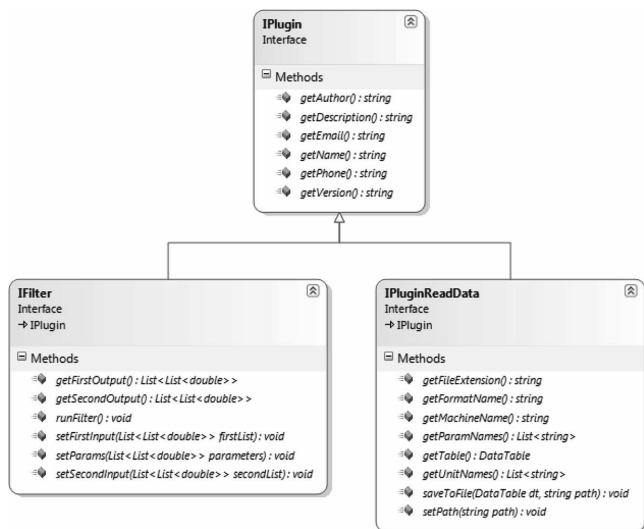 IPlugin
Interface
Methods
getAuthor() : string
getDescription() : string
getEmail() : string
getName() : string
getPhone() : string
getVersion() : string
IFilter
Interface
IPlugin
Methods
getFirstOutput() : List<List<double>>
getSecondOutput() : List<List<double>>
runFilter() : void
setFirstInput(List<List<double>> firstList) : void
setParams(List<List<double>> parameters) : void
setSecondInput(List<List<double>> secondList) : void
IPluginReadData
Interface
IPlugin
Methods
getFileExtension() : string
getFormatName() : string
getMachineName() : string
getParamNames() : List<string>
getTable() : DataTable
getUnitNames() : List<string>
saveToFile(DataTable dt, string path) : void
setPath(string path) : void